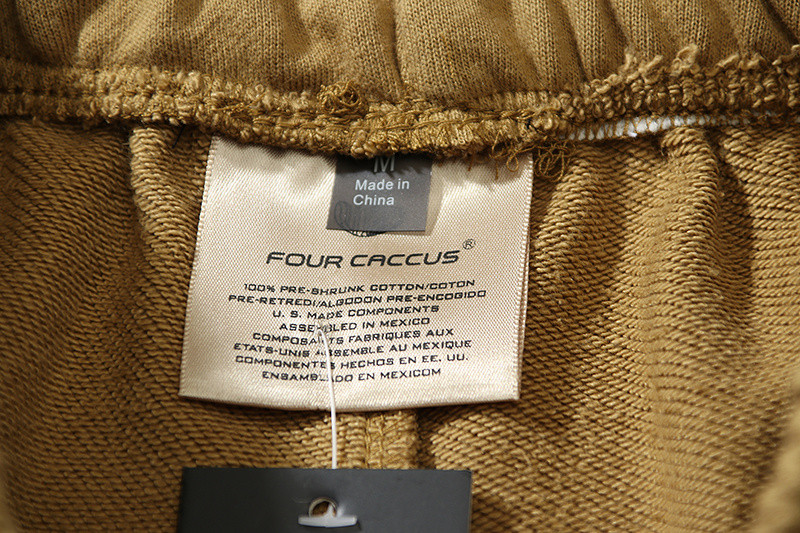 M
Made in
China
FOUR CACCUS®
100% PRE-SHRUNK COTTON/COTON
PRE-RETREDI/ALGODON PRE-ENCOGIDO
U. S. MADE COMPONENTS
ASSEMBLED IN MEXICO
COMPOSANTS FABRIQUES AUX
ETATS-UNIS ASSEMBLE AU MEXIQUE
COMPONENTES HECHOS EN EE. UU.
ENSAMBLADO EN MEXICOM